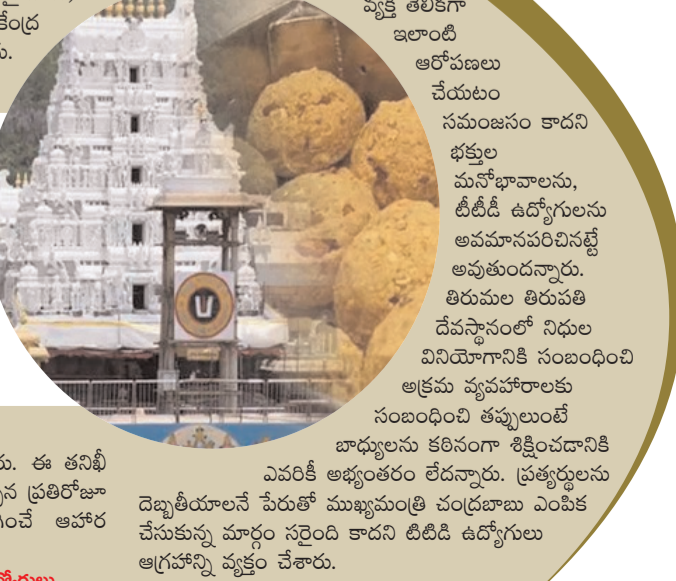 కేంద్ర
వ్యక్తి తేలికగా
ఇలాంటి
ఆరోపణలు
చేయటం
సమంజసం కాదని
భక్తుల
మనోభావాలను,
టీటీడీ ఉద్యోగులను
అవమానపరిచినట్టే
అవుతుందన్నారు.
తిరుమల తిరుపతి
దేవస్థానంలో నిధుల
వినియోగానికి సంబంధించి
అక్రమ వ్యవహారాలకు
సంబంధించి తప్పులుంటే
బాధ్యులను కఠినంగా శిక్షించడానికి
ఎవరికీ అభ్యంతరం లేదన్నారు. ప్రత్యర్థులను
దెబ్బతీయాలనే పేరుతో ముఖ్యమంత్రి చంద్రబాబు ఎంపిక
చేసుకున్న మార్గం సరైంది కాదని టిటిడి ఉద్యోగులు
ఆగ్రహాన్ని వ్యక్తం చేశారు.
ఈ తనిఖీ
ప్రతిరోజూ
ఆహార